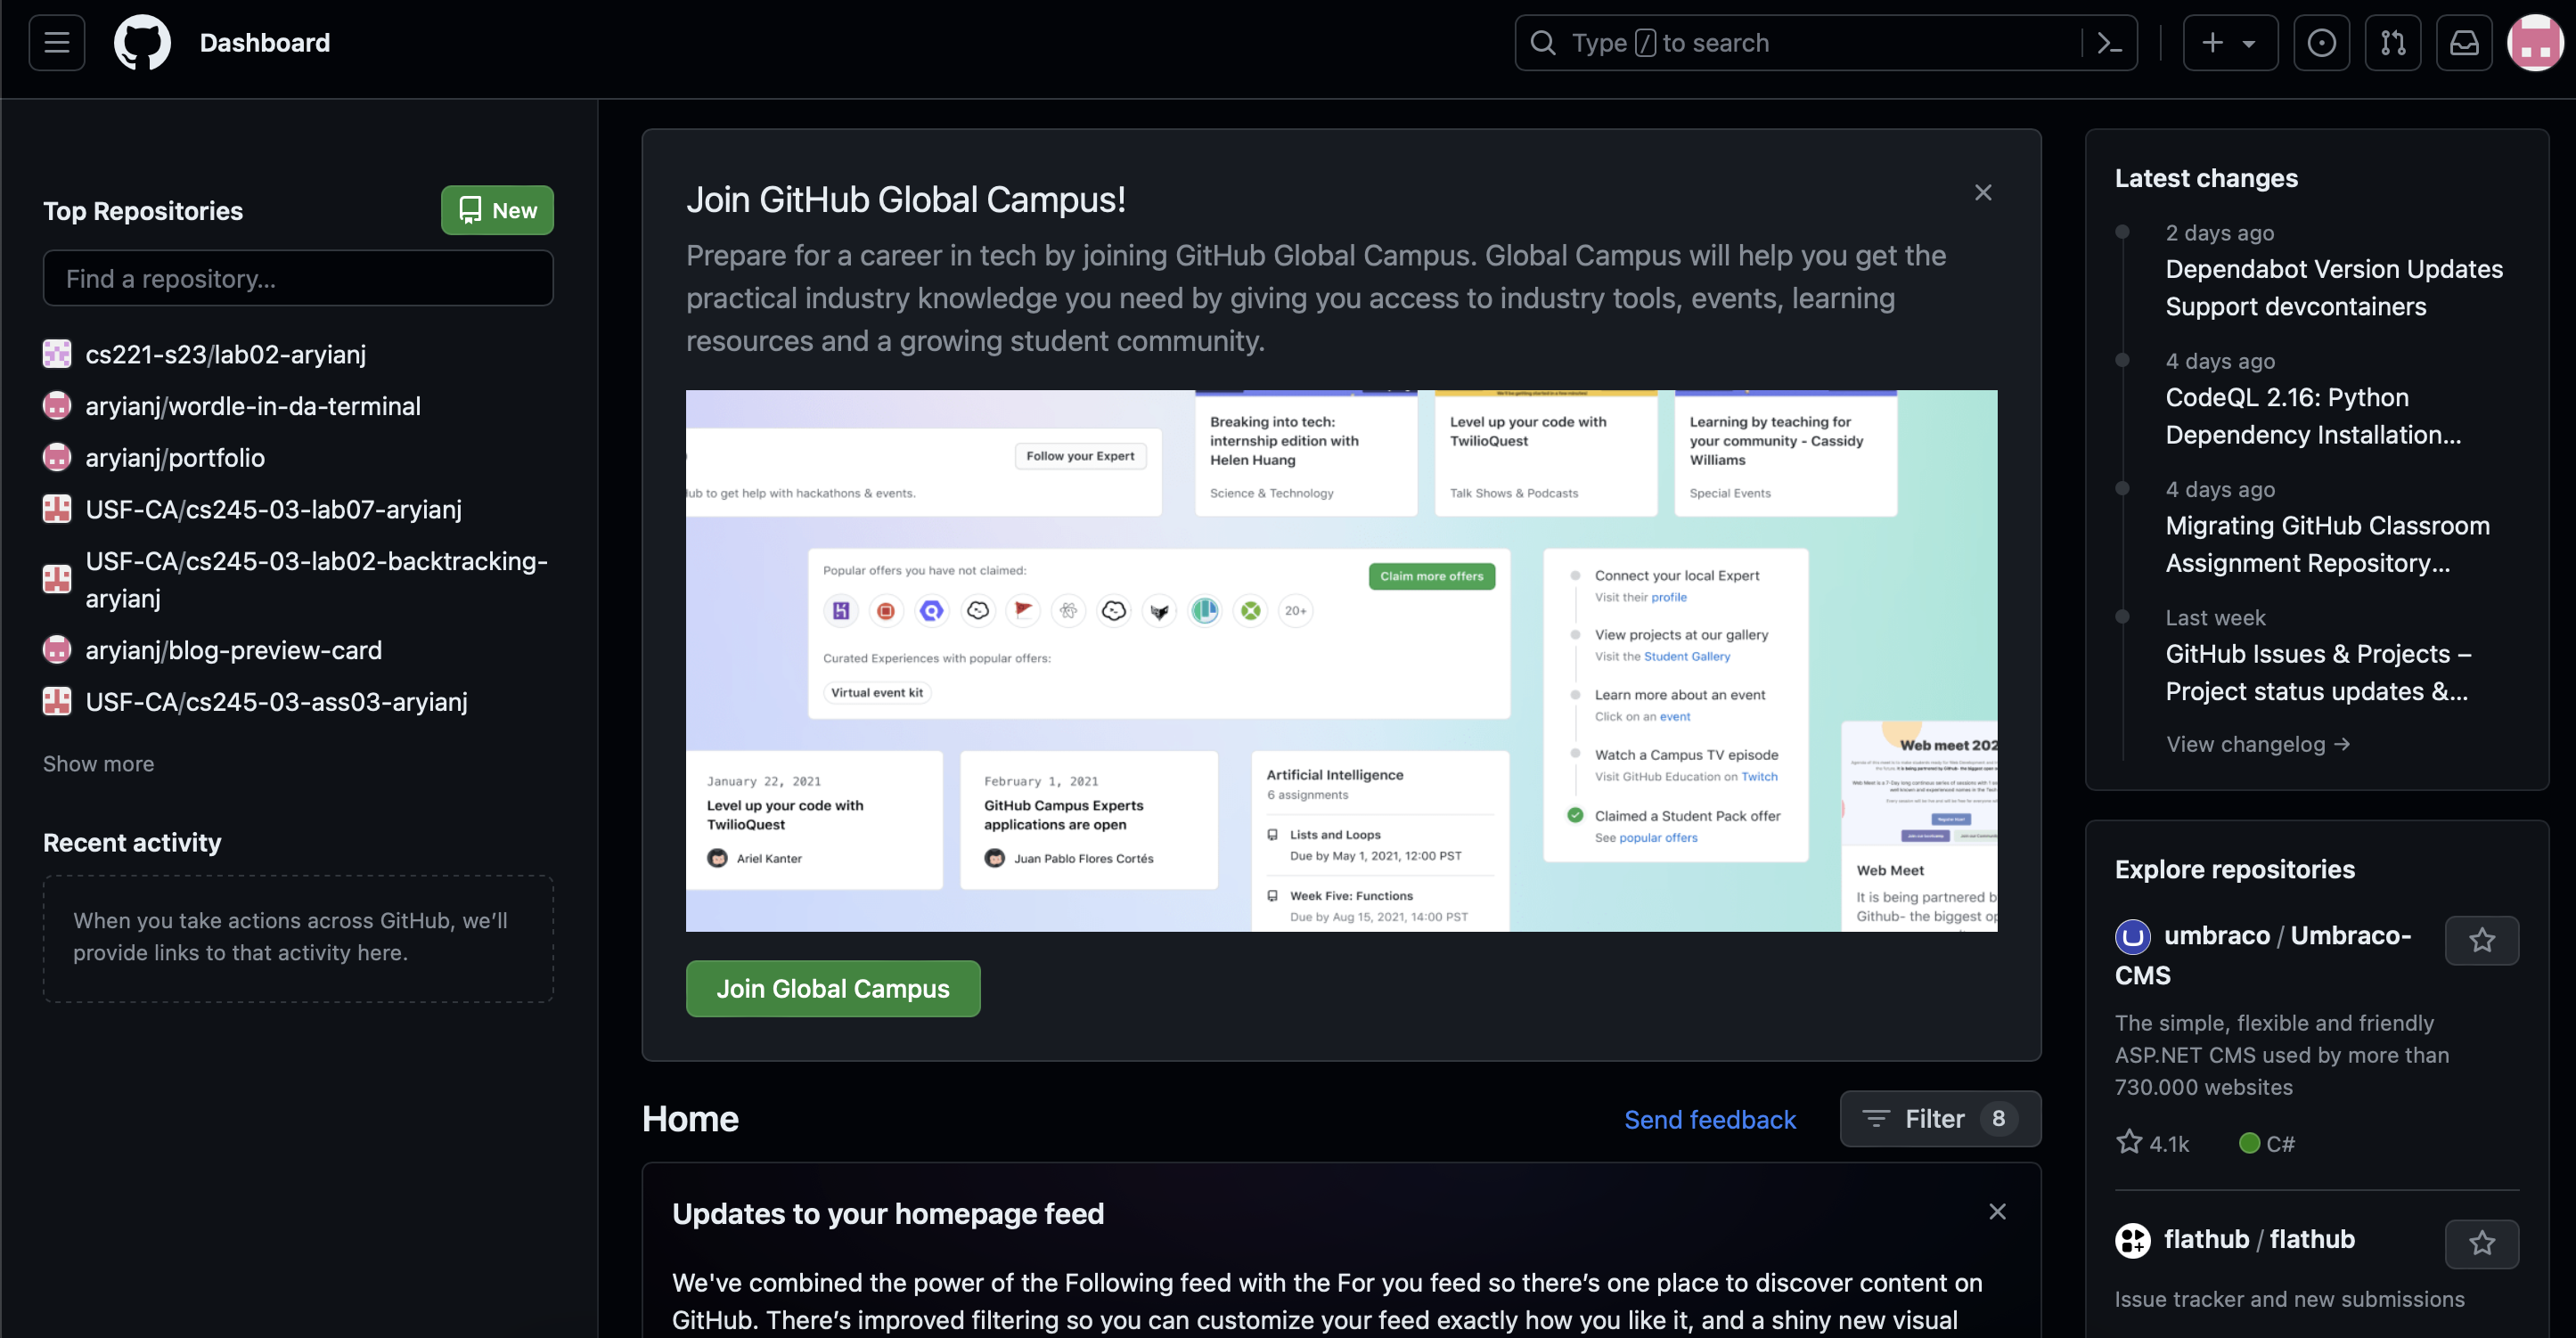 Dashboard
Type / to search
Top Repositories
New
Find a repository...
cs221-s23/lab02-aryianj
aryianj/wordle-in-da-terminal
aryianj/portfolio
USF-CA/cs245-03-lab07-aryianj
USF-CA/cs245-03-lab02-backtracking-
aryianj
aryianj/blog-preview-card
USF-CA/cs245-03-ass03-aryianj
Show more
Recent activity
When you take actions across GitHub, we’ll
provide links to that activity here.
Join GitHub Global Campus!
Prepare for a career in tech by joining GitHub Global Campus. Global Campus will help you get the
practical industry knowledge you need by giving you access to industry tools, events, learning
resources and a growing student community.
Follow your Expert
to get help with hackathons & events.
Breaking into tech:
internship edition with
Helen Huang
Science & Technology
Level up your code with
TwilioQuest
Talk Shows & Podcasts
Learning by teaching for
your community - Cassidy
Williams
Special Events
Popular offers you have not claimed:
Claim more offers
20+
Curated Experiences with popular offers:
Virtual event kit
Connect your local Expert
Visit their profile
View projects at our gallery
Visit the Student Gallery
Learn more about an event
Click on an event
Watch a Campus TV episode
Visit GitHub Education on Twitch
Claimed a Student Pack offer
See popular offers
January 22, 2021
Level up your code with
TwilioQuest
Ariel Kanter
February 1, 2021
GitHub Campus Experts
applications are open
Juan Pablo Flores Cortés
Artificial Intelligence
6 assignments
Lists and Loops
Due by May 1, 2021, 12:00 PST
Week Five: Functions
Due by Aug 15, 2021, 14:00 PST
Web meet 202
Web Meet
It is being partnered b
Github- the biggest op
Join Global Campus
Home
Send feedback
Filter 8
Updates to your homepage feed
We've combined the power of the Following feed with the For you feed so there’s one place to discover content on
GitHub. There’s improved filtering so you can customize your feed exactly how you like it, and a shiny new visual
Latest changes
2 days ago
Dependabot Version Updates
Support devcontainers
4 days ago
CodeQL 2.16: Python
Dependency Installation...
4 days ago
Migrating GitHub Classroom
Assignment Repository...
Last week
GitHub Issues & Projects –
Project status updates &...
View changelog →
Explore repositories
umbraco / Umbraco-
CMS
The simple, flexible and friendly
ASP.NET CMS used by more than
730.000 websites
4.1k
C#
flathub / flathub
Issue tracker and new submissions